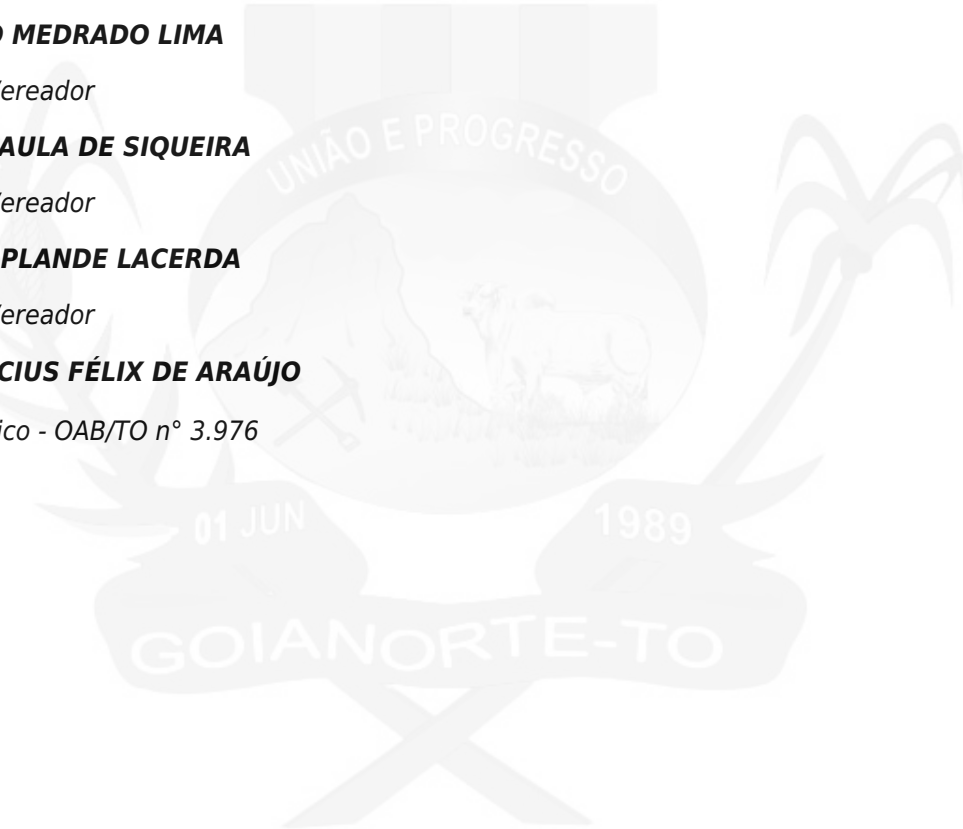 O MEDRADO LIMA
Vereador
AULA DE SIQUEIRA
Vereador
PLANDE LACERDA
Vereador
CIUS FÉLIX DE ARAÚJO
ico - OAB/TO n° 3.976
UNIÃO E PROGRESSO
01 JUN 1989
GOIANORTE-TO